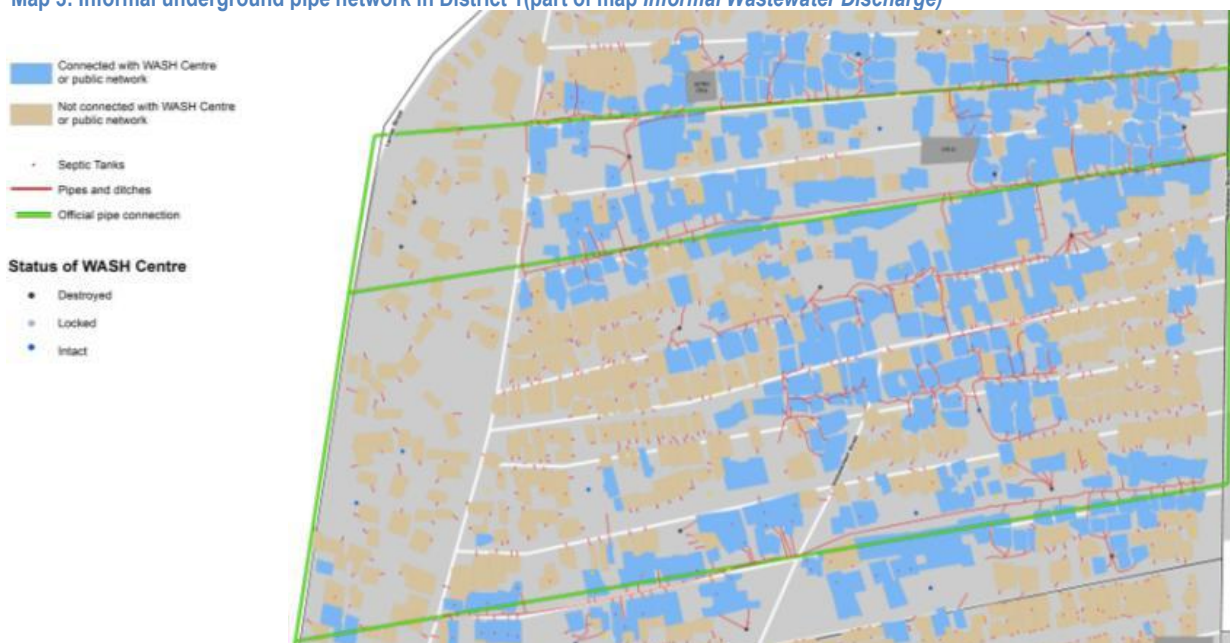 Map 5: Informal underground pipe network in District 1(part of map Informal Wastewater Discharge)
Connected with WASH Centre
or public network
Not connected with WASH Centre
or public network
Septic Tanks
Pipes and ditches
Official pipe connection
Status of WASH Centre
Destroyed
Locked
Intact